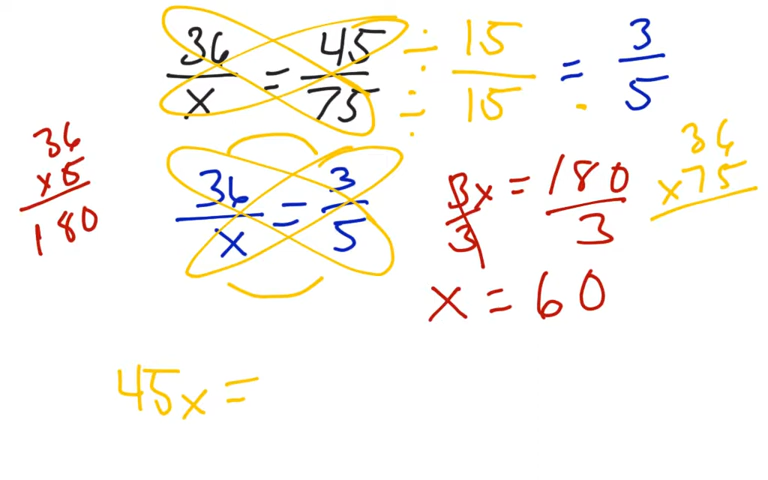 36/x = 45/75 ÷ 15/÷ 15 = 3/5
36 x 5 180
36/x = 3/5
3x/3 = 180/3
36 x 75
x = 60
45x =